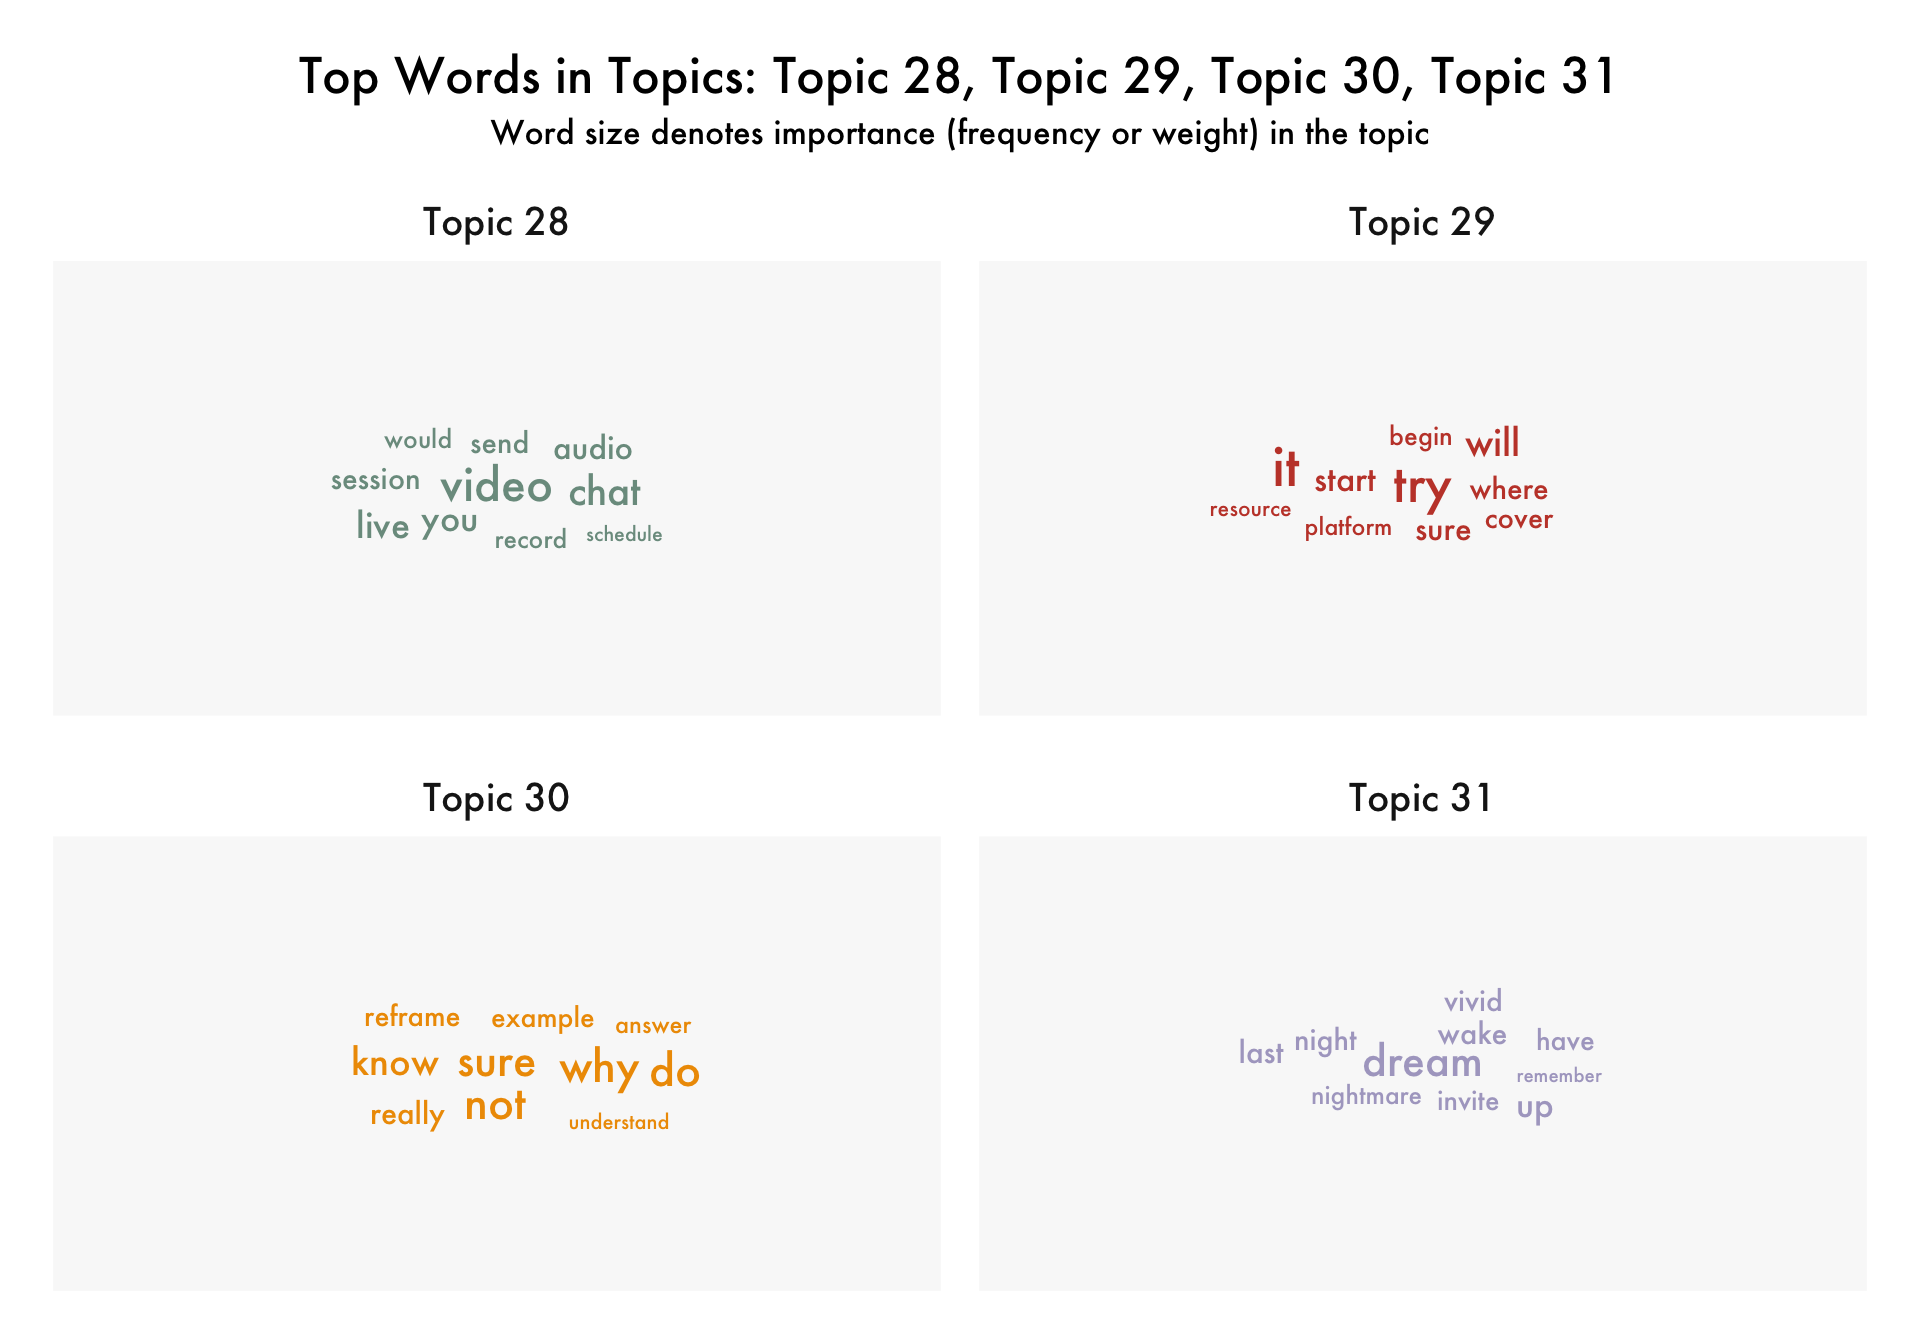 Top Words in Topics: Topic 28, Topic 29, Topic 30, Topic 31
Word size denotes importance (frequency or weight) in the topic
Topic 28
would send audio
session video chat
live you record schedule
Topic 29
begin will
it start try where
resource platform sure cover
Topic 30
reframe example answer
know sure why do
really not understand
Topic 31
vivid
last night wake have
dream remember
nightmare invite up